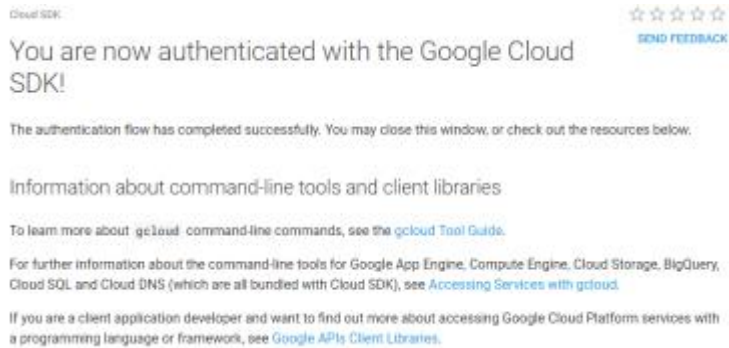 Cloud SDK
SEND FEEDBACK
You are now authenticated with the Google Cloud
SDK!
The authentication flow has completed successfully. You may close this window, or check out the resources below.
Information about command-line tools and client libraries
To learn more about gcloud command-line commands, see the gcloud Tool Guide.
For further information about the command-line tools for Google App Engine, Compute Engine, Cloud Storage, BigQuery,
Cloud SQL and Cloud DNS (which are all bundled with Cloud SDK), see Accessing Services with gcloud.
If you are a client application developer and want to find out more about accessing Google Cloud Platform services with
a programming language or framework, see Google APIs Client Libraries.